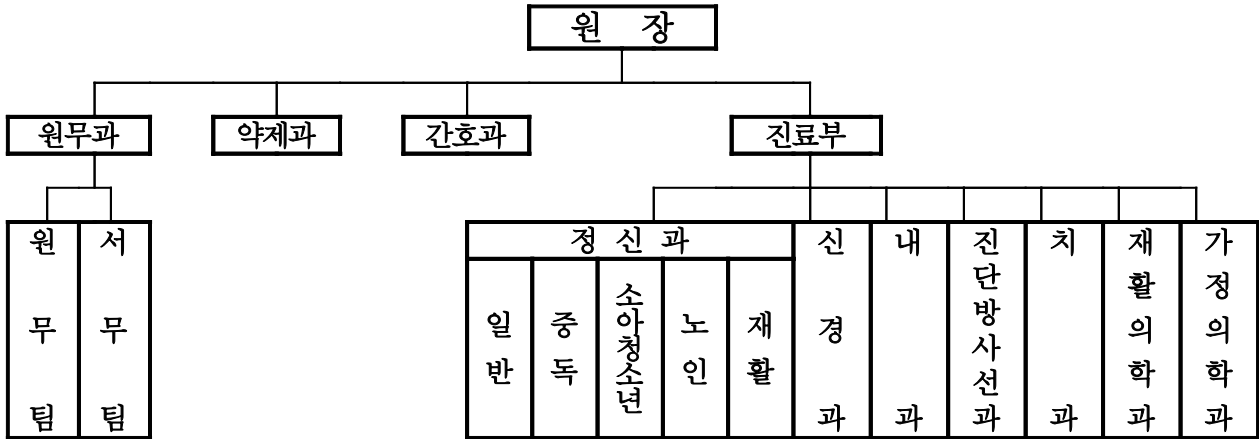 원 장
원무과 약제과 간호과 진료부
원무팀
서무팀
정신과
일반
중독
소아청소년
노인
재활
신경과
내과
진단방사선과
치과
재활의학과
가정의학과